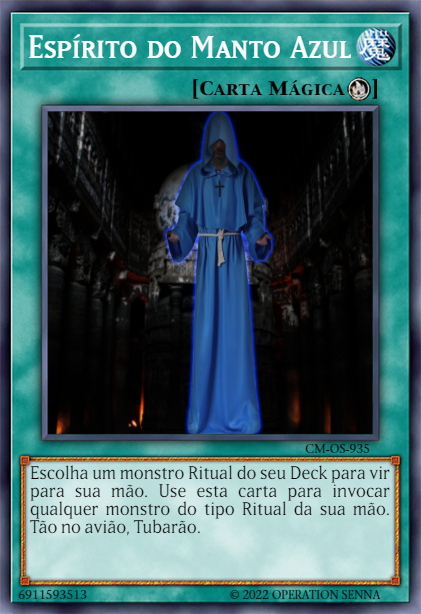 Espírito do Manto Azul
魔
[Carta Mágica]
CM-OS-935
Escolha um monstro Ritual do seu Deck para vir
para sua mão. Use esta carta para invocar
qualquer monstro do tipo Ritual da sua mão.
Tão no avião, Tubarão.
6911593513
© 2022 OPERATION SENNA